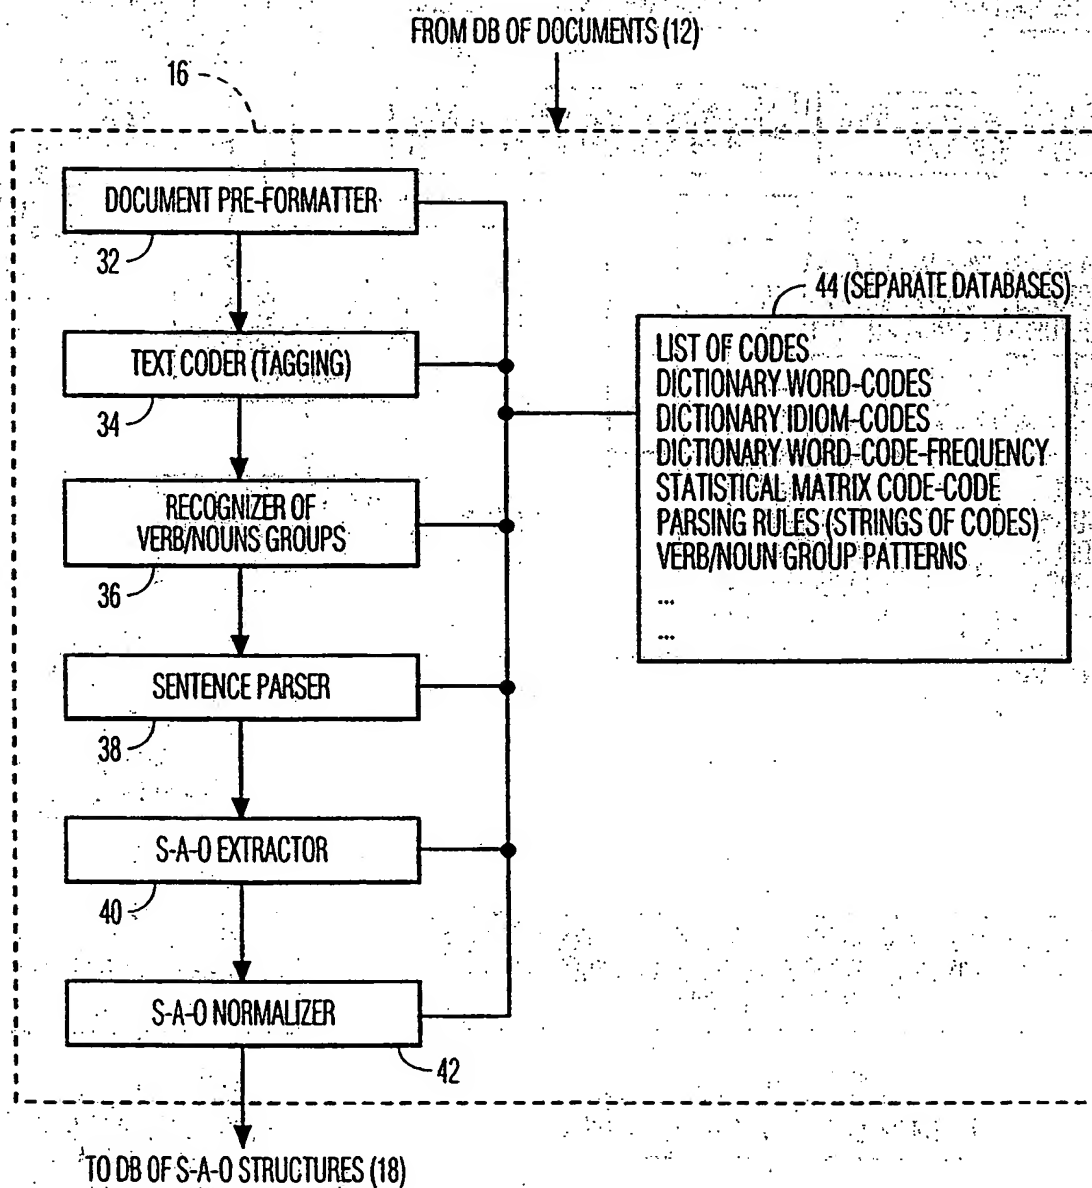 FROM DB OF DOCUMENTS (12)
16
DOCUMENT PRE-FORMATTER
32
TEXT CODER (TAGGING)
34
RECOGNIZER OF
VERB/NOUNS GROUPS
36
SENTENCE PARSER
38
S-A-O EXTRACTOR
40
S-A-O NORMALIZER
42
44 (SEPARATE DATABASES)
LIST OF CODES
DICTIONARY WORD-CODES
DICTIONARY IDIOM-CODES
DICTIONARY WORD-CODE-FREQUENCY
STATISTICAL MATRIX CODE-CODE
PARSING RULES (STRINGS OF CODES)
VERB/NOUN GROUP PATTERNS
...
...
TO DB OF S-A-O STRUCTURES (18)